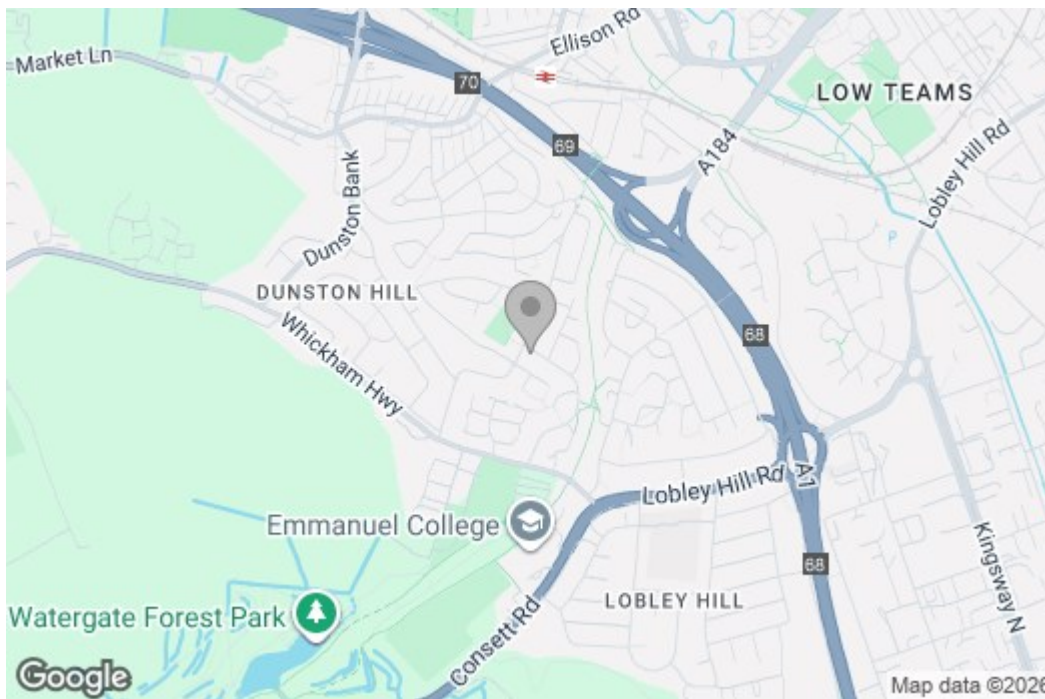 Ellison Rd
Market Ln
70
LOW TEAMS
69
A184
Lobley Hill Rd
Dunston Bank
DUNSTON HILL
68
Whickham Hwy
Lobley Hill Rd
A1
Emmanuel College
Kingsway N
68
LOBLEY HILL
Watergate Forest Park
Consett Rd
P
Google
Map data ©2026